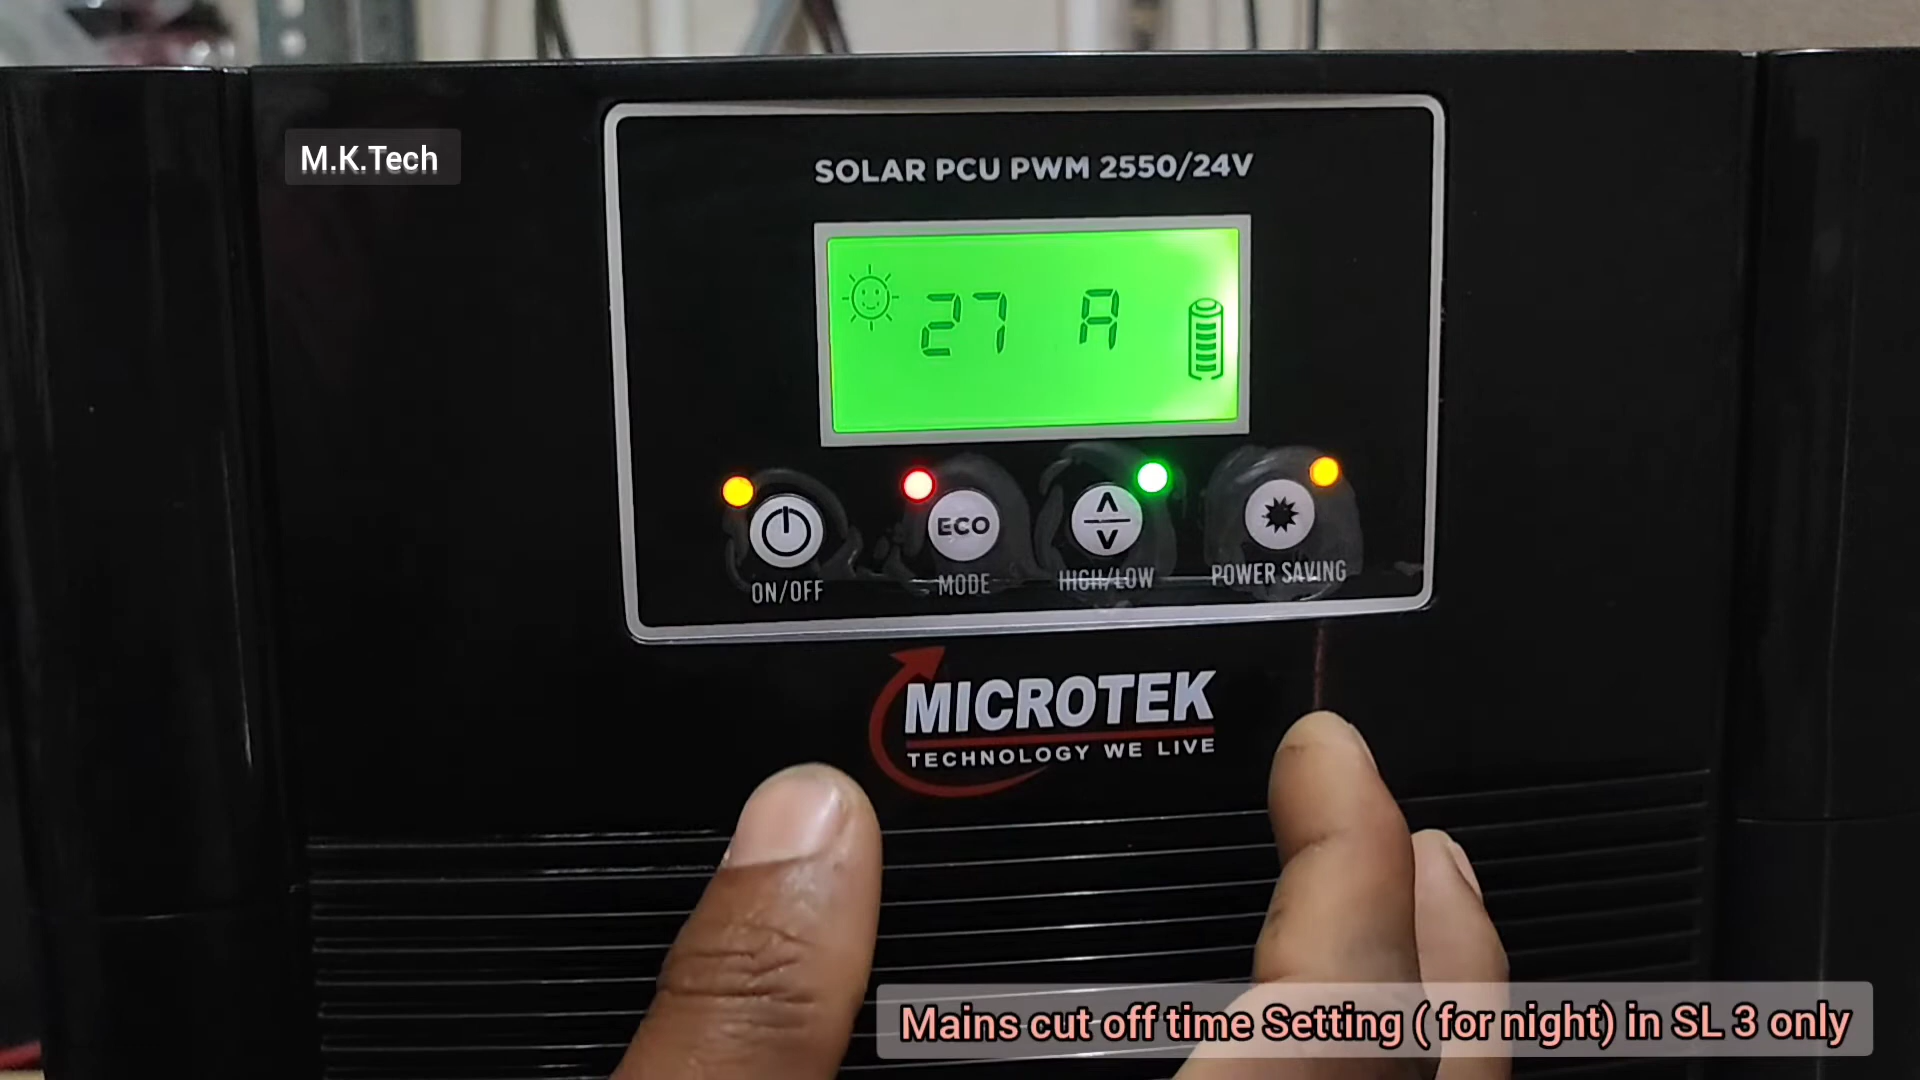 M.K.Tech
SOLAR PCU PWM 2550/24V
27 A
ECO
ON/OFF
MODE
HIGH/LOW
POWER SAVING
MICROTEK
TECHNOLOGY WE LIVE
Mains cut off time Setting ( for night) in SL 3 only